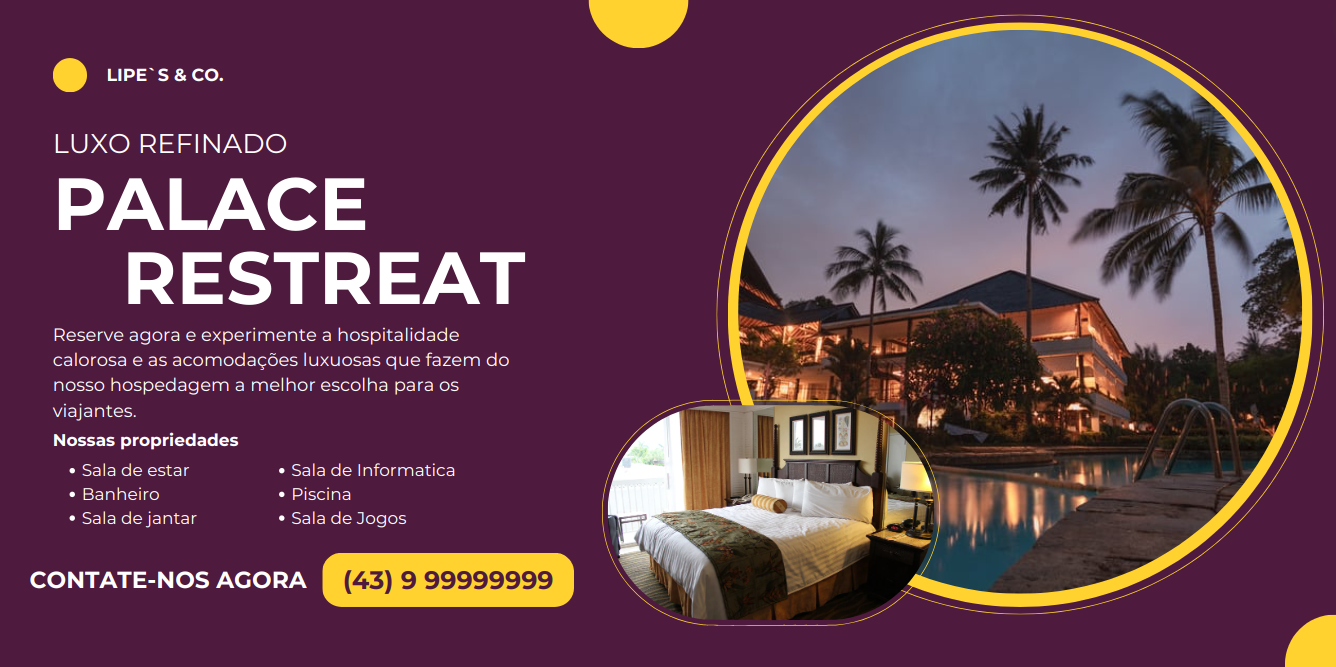 LIPE`S & CO.
LUXO REFINADO
PALACE
RESTREAT
Reserve agora e experimente a hospitalidade
calorosa e as acomodações luxuosas que fazem do
nosso hospedagem a melhor escolha para os
viajantes.
Nossas propriedades
• Sala de estar
• Banheiro
• Sala de jantar
• Sala de Informatica
• Piscina
• Sala de Jogos
CONTATE-NOS AGORA
(43) 9 99999999